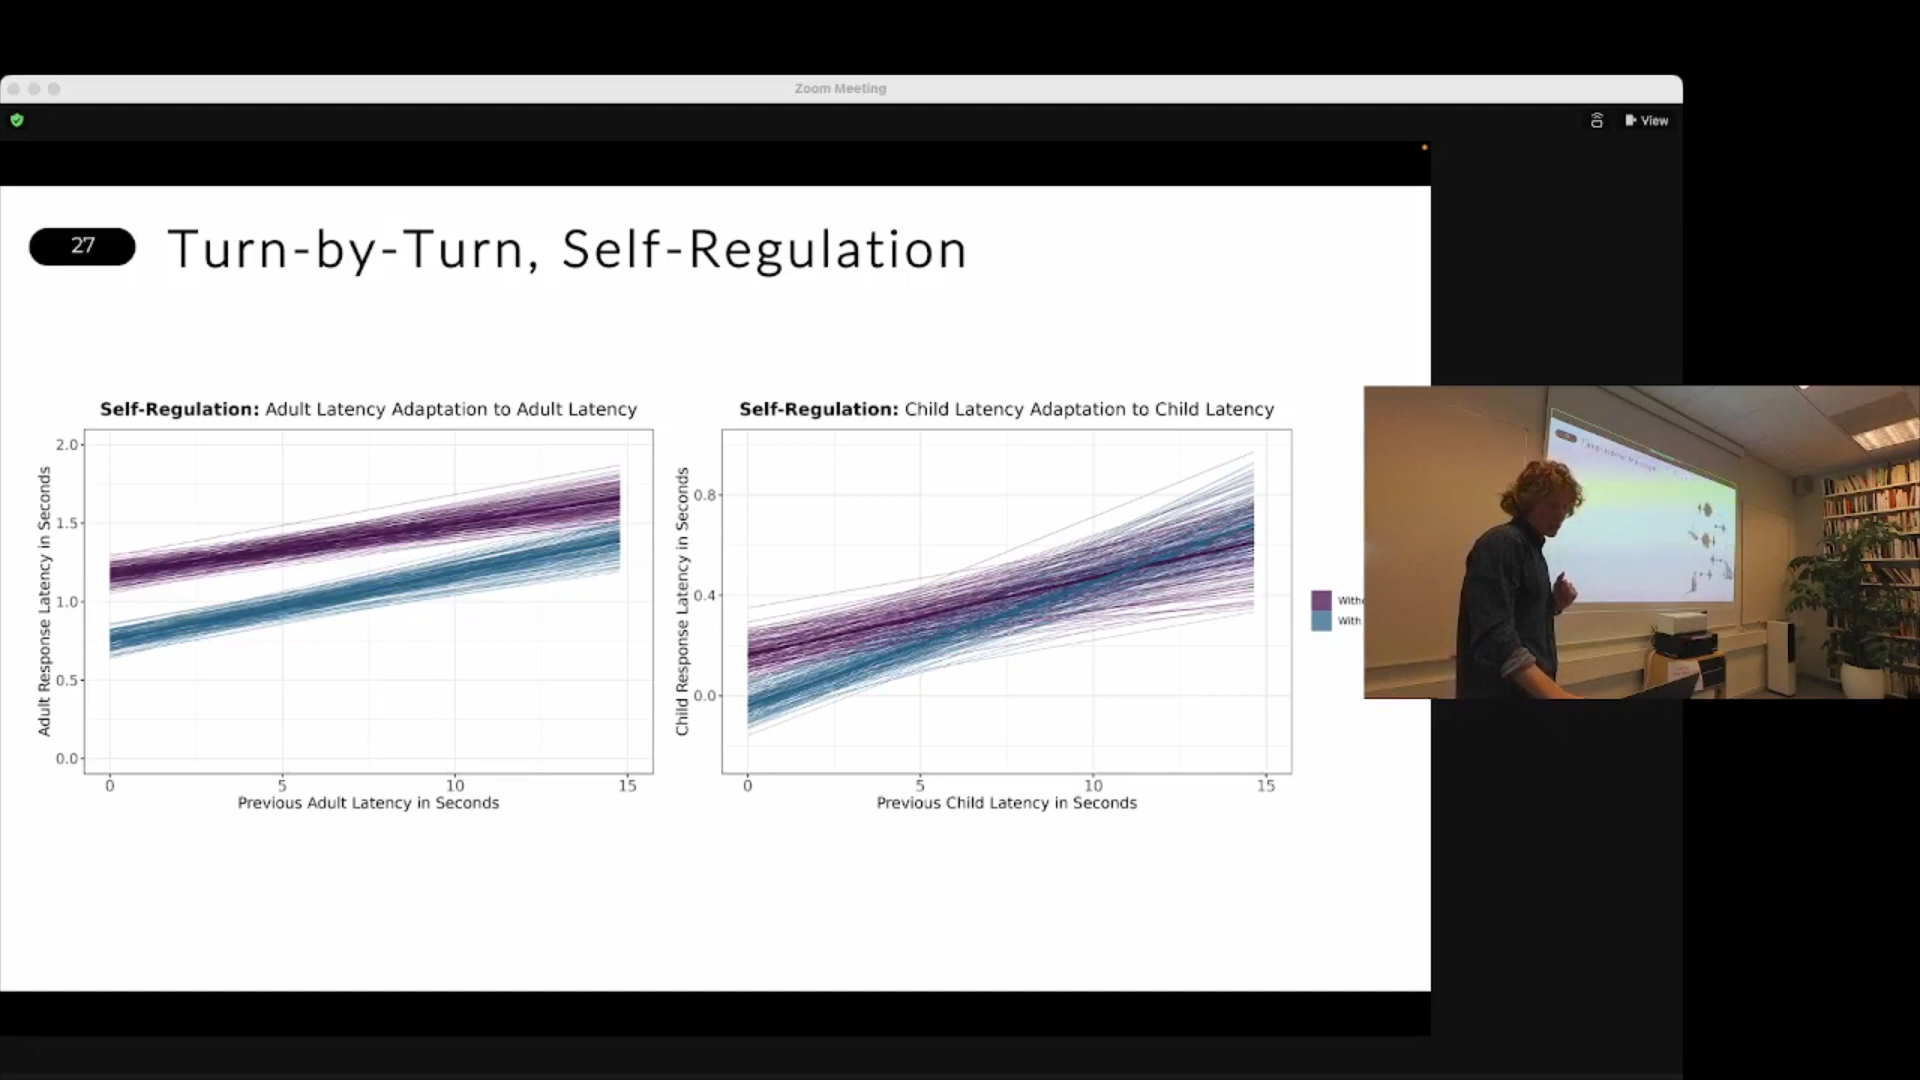 Zoom Meeting
View
27
Turn-by-Turn, Self-Regulation
Self-Regulation: Adult Latency Adaptation to Adult Latency
Adult Response Latency in Seconds
2.0
1.5
1.0
0.5
0.0
0
5
10
15
Previous Adult Latency in Seconds
Self-Regulation: Child Latency Adaptation to Child Latency
Child Response Latency in Seconds
0.8
0.4
0.0
0
5
10
15
Previous Child Latency in Seconds
With